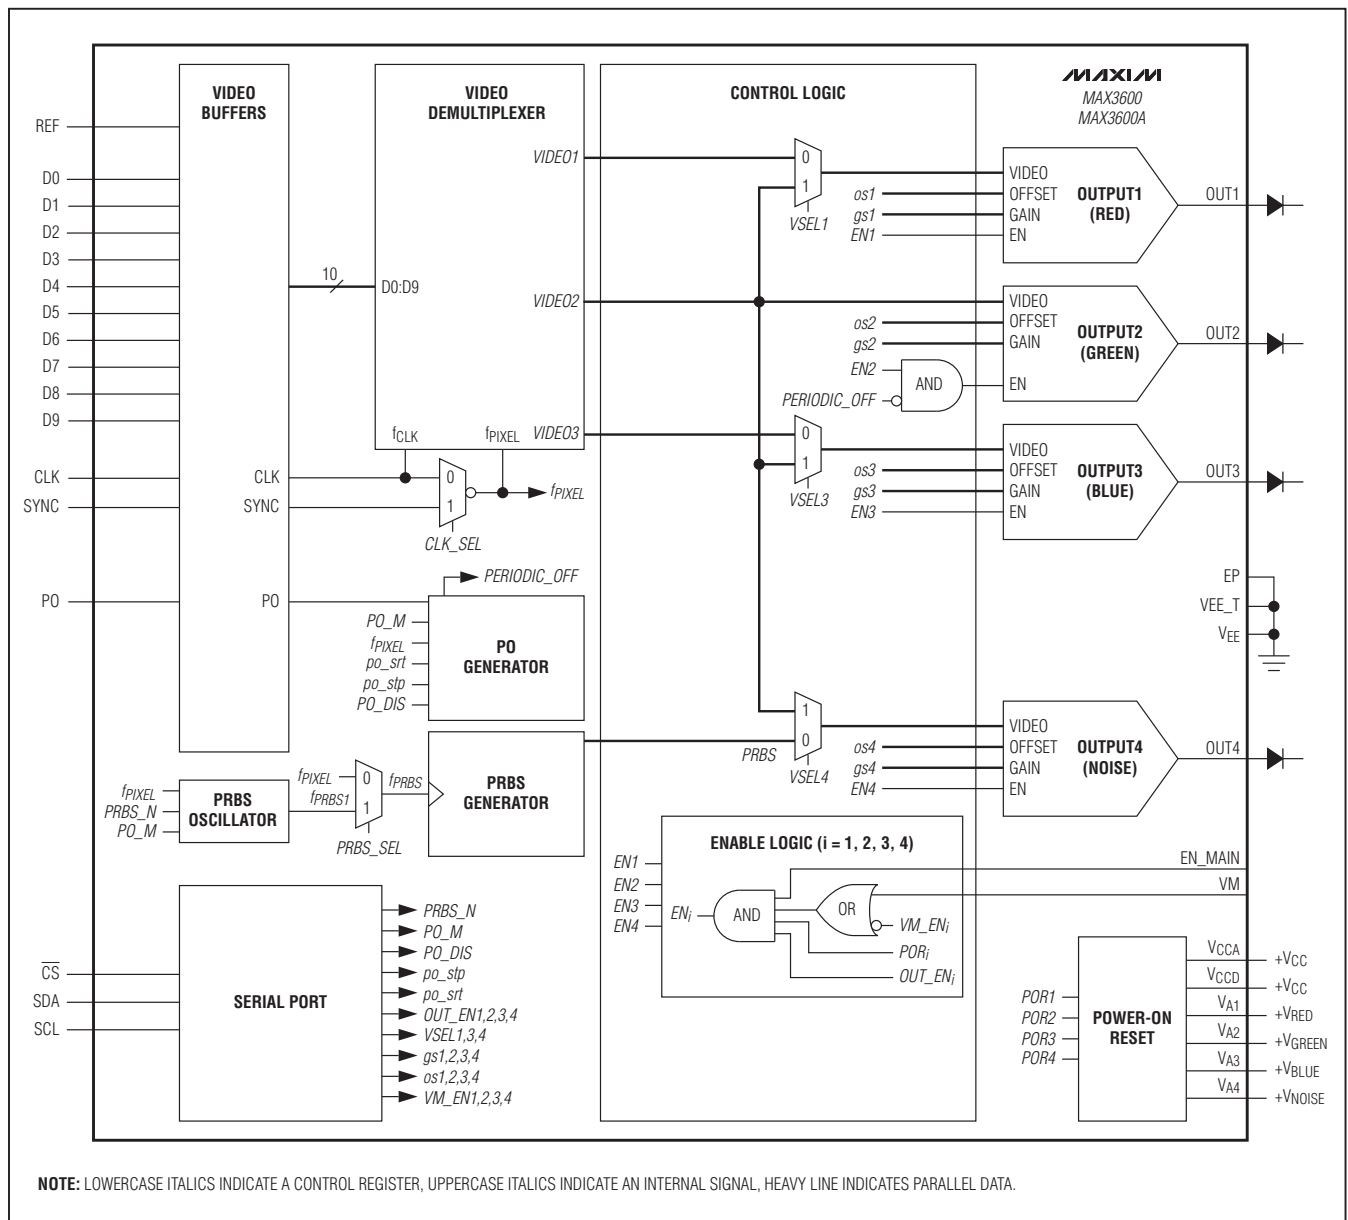 MAXIM
MAX3600
MAX3600A
VIDEO
BUFFERS
REF
D0
D1
D2
D3
D4
D5
D6
D7
D8
D9
CLK
SYNC
PO
CLK
SYNC
PO
10
VIDEO
DEMULTIPLEXER
D0:D9
VIDEO1
VIDEO2
VIDEO3
fCLK
fPIXEL
0
1
CLK_SEL
fPIXEL
PERIODIC_OFF
PO_M
fPIXEL
po_srt
po_stp
PO_DIS
PO
GENERATOR
fPIXEL
PRBS_N
PO_M
PRBS
OSCILLATOR
fPIXEL
fPRBS1
0
1
PRBS_SEL
fPRBS
PRBS
GENERATOR
CS
SDA
SCL
SERIAL PORT
PRBS_N
PO_M
PO_DIS
po_stp
po_srt
OUT_EN1,2,3,4
VSEL1,3,4
gs1,2,3,4
os1,2,3,4
VM_EN1,2,3,4
CONTROL LOGIC
0
1
VSEL1
os1
gs1
EN1
VIDEO
OFFSET
GAIN
EN
OUTPUT1
(RED)
OUT1
os2
gs2
EN2
PERIODIC_OFF
AND
VIDEO
OFFSET
GAIN
EN
OUTPUT2
(GREEN)
OUT2
0
1
VSEL3
os3
gs3
EN3
VIDEO
OFFSET
GAIN
EN
OUTPUT3
(BLUE)
OUT3
EP
VEE_T
VEE
1
0
PRBS
VSEL4
os4
gs4
EN4
VIDEO
OFFSET
GAIN
EN
OUTPUT4
(NOISE)
OUT4
ENABLE LOGIC (i = 1, 2, 3, 4)
EN1
EN2
EN3
EN4
ENi
AND
OR
VM_ENi
PORi
OUT_ENi
EN_MAIN
VM
POR1
POR2
POR3
POR4
POWER-ON
RESET
VCCA
VCCD
VA1
VA2
VA3
VA4
+VCC
+VCC
+VRED
+VGREEN
+VBLUE
+VNOISE
NOTE: LOWERCASE ITALICS INDICATE A CONTROL REGISTER, UPPERCASE ITALICS INDICATE AN INTERNAL SIGNAL, HEAVY LINE INDICATES PARALLEL DATA.